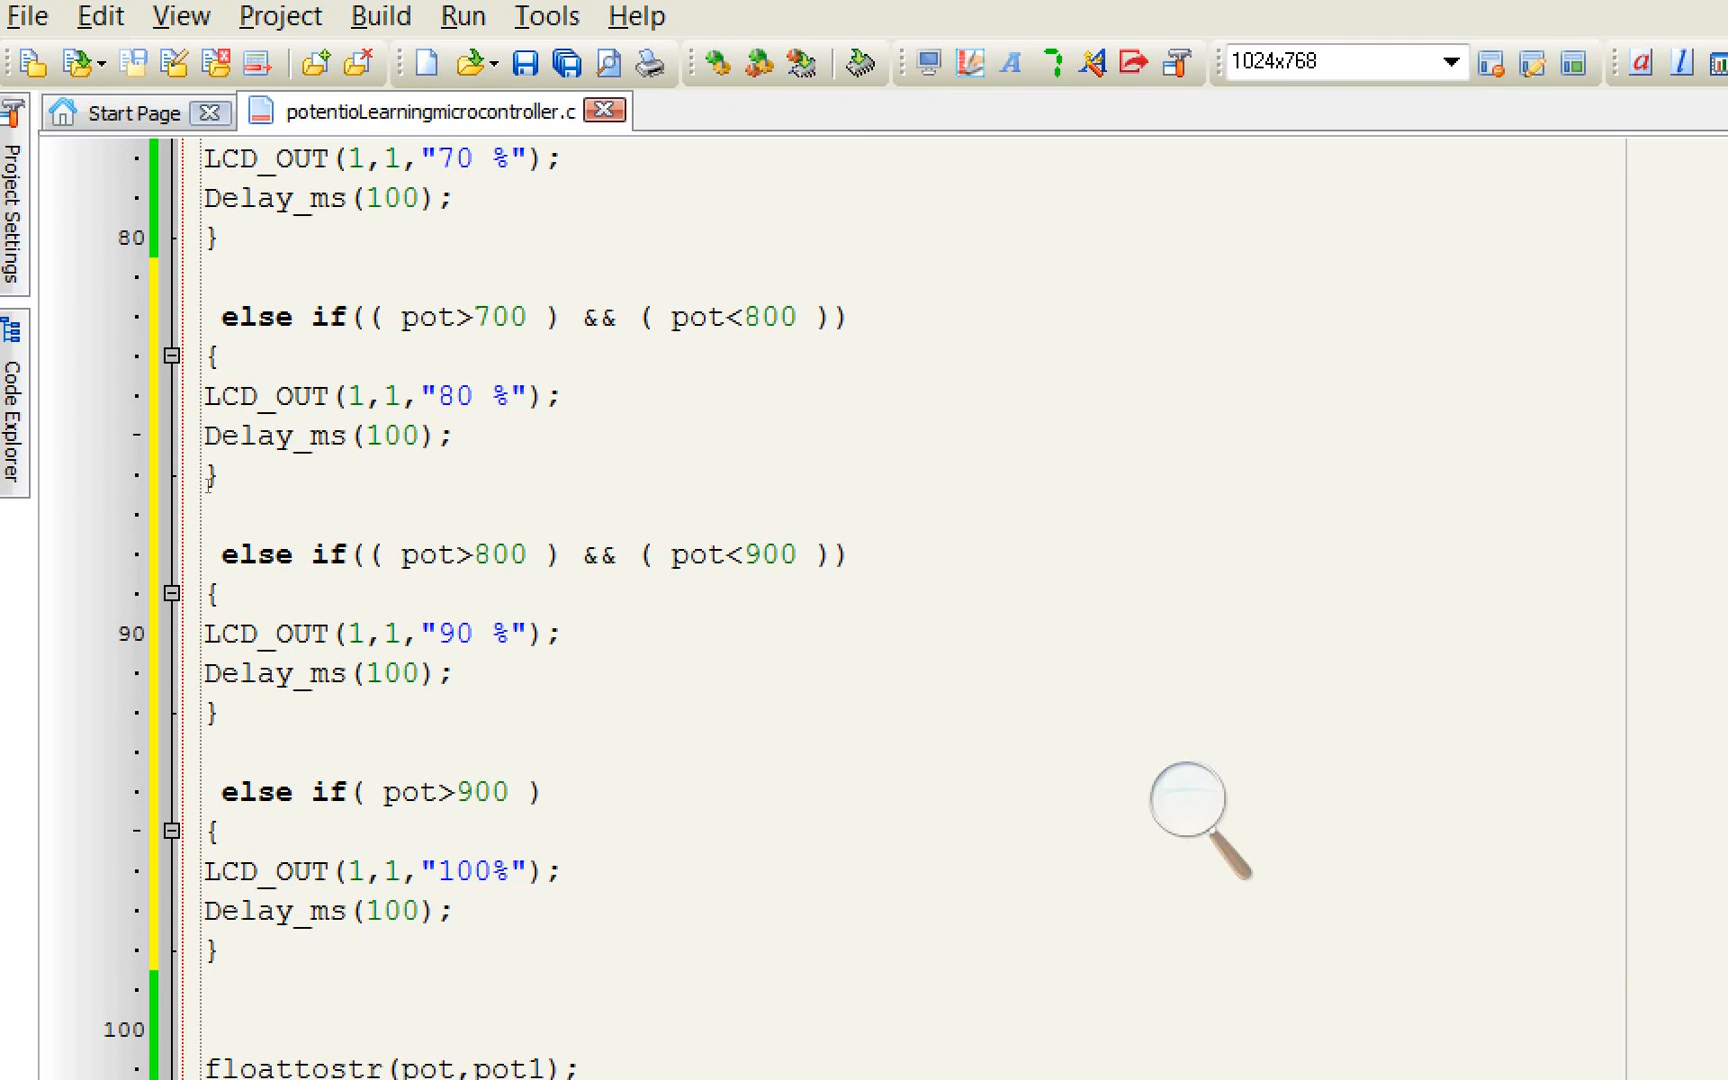 File Edit View Project Build Run Tools Help
1024x768
Start Page
potentioLearningmicrocontroller.c
Project Settings
Code Explorer
LCD_OUT(1,1,"70 %");
Delay_ms(100);
80 }
else if(( pot>700 ) && ( pot<800 ))
{
LCD_OUT(1,1,"80 %");
Delay_ms(100);
}
else if(( pot>800 ) && ( pot<900 ))
{
90 LCD_OUT(1,1,"90 %");
Delay_ms(100);
}
else if( pot>900 )
{
LCD_OUT(1,1,"100%");
Delay_ms(100);
}
100
floattostr(pot,pot1);